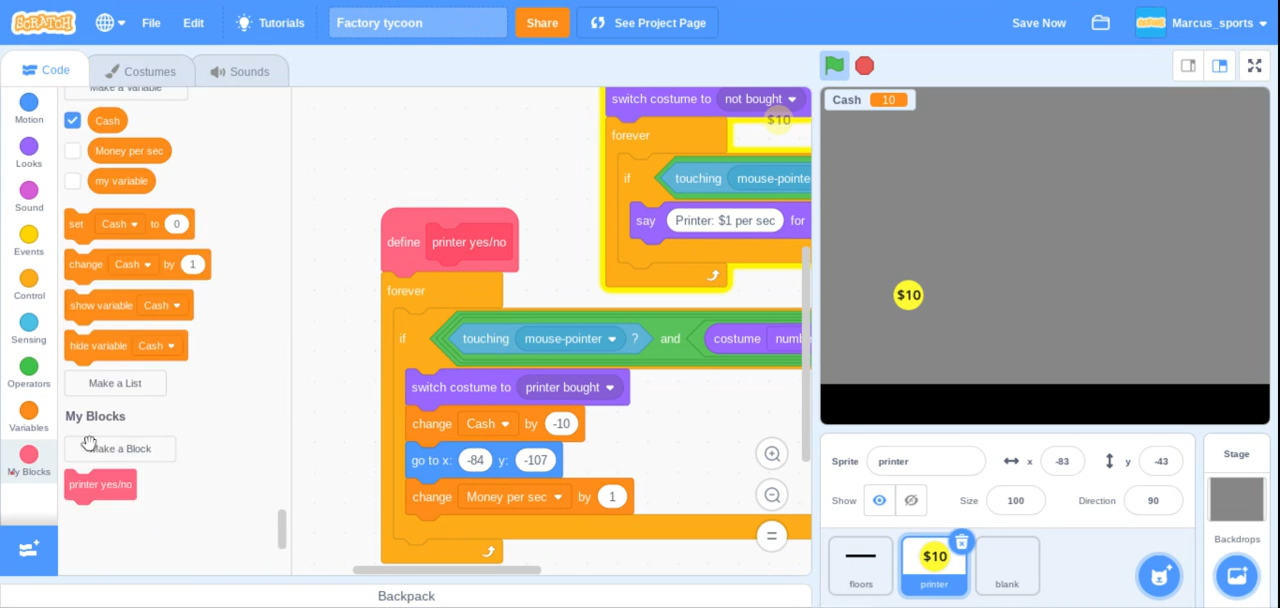 SCRATCH
File
Edit
Tutorials
Factory tycoon
Share
See Project Page
Save Now
Marcus_sports
Code
Costumes
Sounds
Motion
Looks
Sound
Events
Control
Sensing
Operators
Variables
My Blocks
Make a Variable
Cash
Money per sec
my variable
set Cash to 0
change Cash by 1
show variable Cash
hide variable Cash
Make a List
My Blocks
Make a Block
printer yes/no
switch costume to not bought
$10
forever
if touching mouse-pointe
say Printer: $1 per sec for
define printer yes/no
forever
if touching mouse-pointer ? and costume numb
switch costume to printer bought
change Cash by -10
go to x: -84 y: -107
change Money per sec by 1
Backpack
Cash 10
$10
Sprite printer x -83 y -43
Show Size 100 Direction 90
floors
$10
printer
blank
Stage
Backdrops